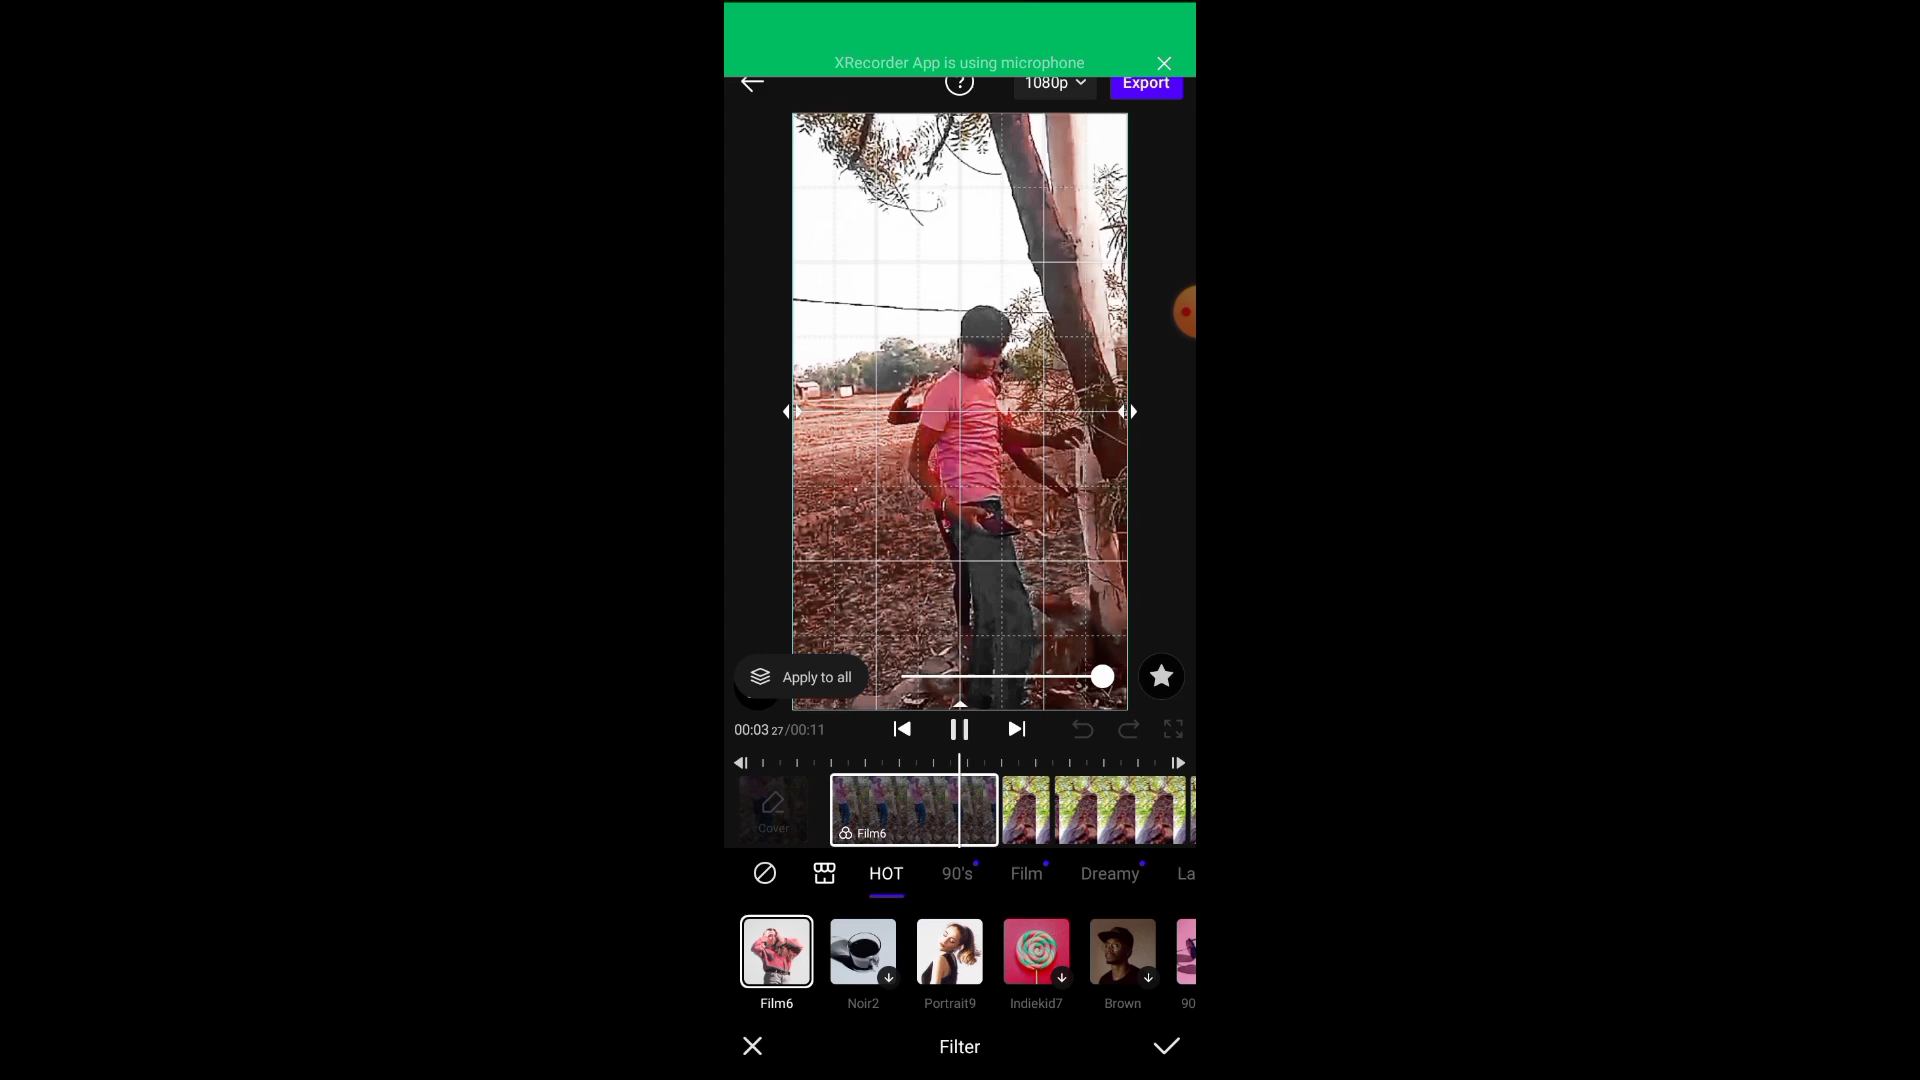 XRecorder App is using microphone
1080p
Export
Apply to all
00:03 27/00:11
Cover
Film6
HOT
90's
Film
Dreamy
La
Film6
Noir2
Portrait9
Indiekid7
Brown
90
Filter